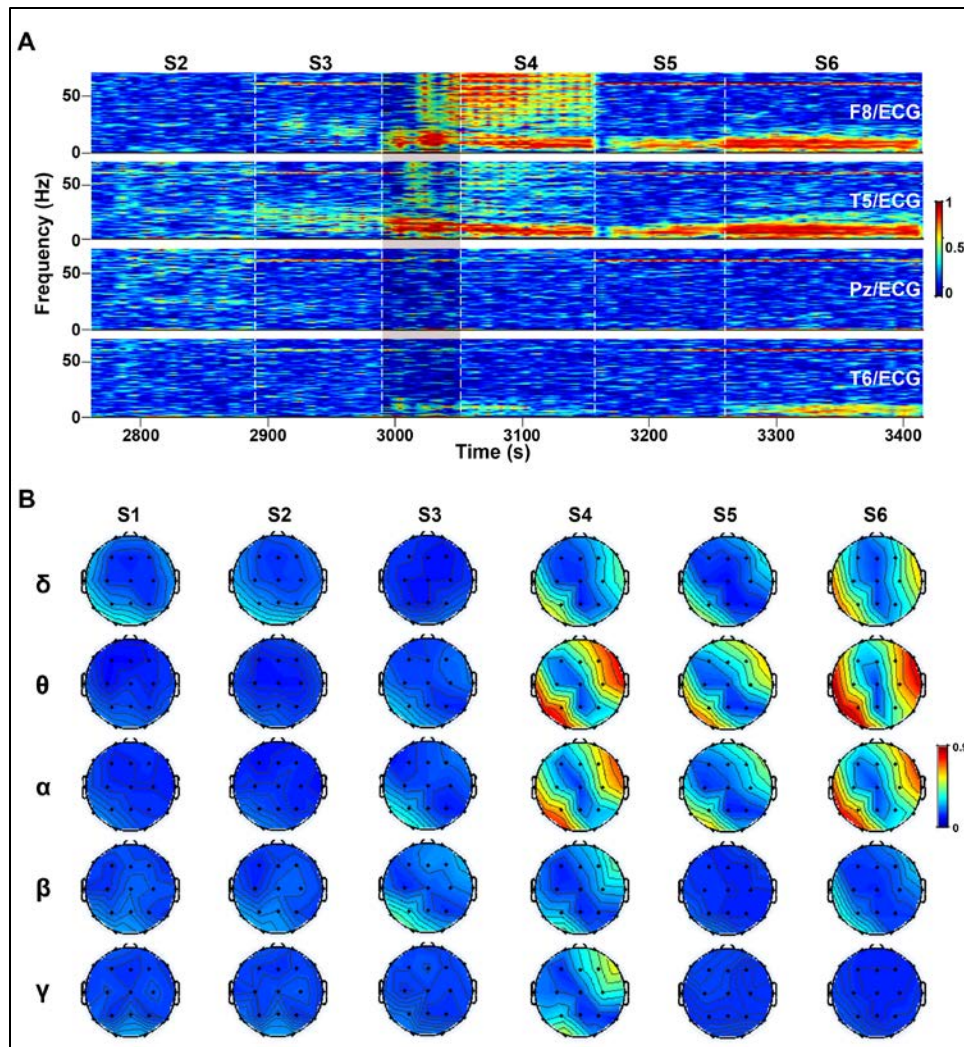 A
S2 S3 S4 S5 S6
50
0
F8/ECG
50
0
T5/ECG
50
0
Pz/ECG
50
0
T6/ECG
Frequency (Hz)
1
0.5
0
2800 2900 3000 3100 3200 3300 3400
Time (s)
B
S1 S2 S3 S4 S5 S6
δ
θ
α
0.9
0
β
γ